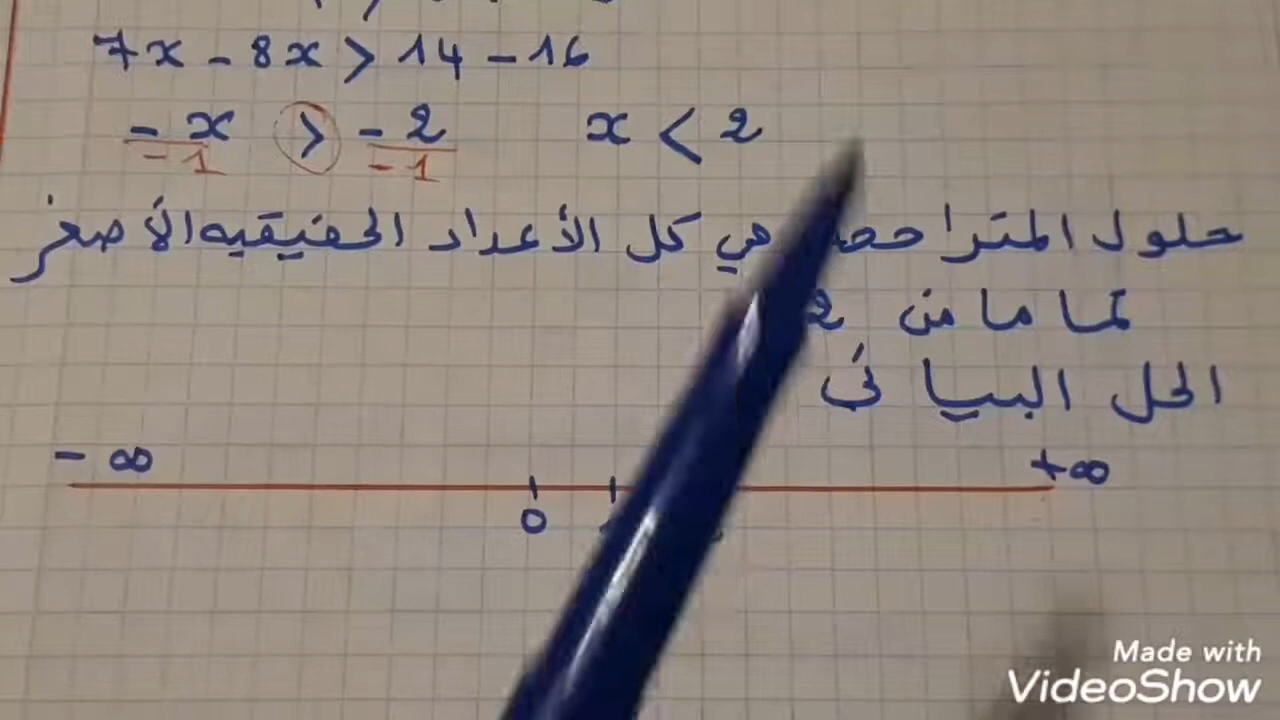 7x - 8x > 14 - 16
- x / -1 > - 2 / -1 x < 2
حلول المتراجحة هي كل الأعداد الحقيقيه الأصغر
تماما من 2
الحل البياني
- ∞ +∞
0
Made with
VideoShow